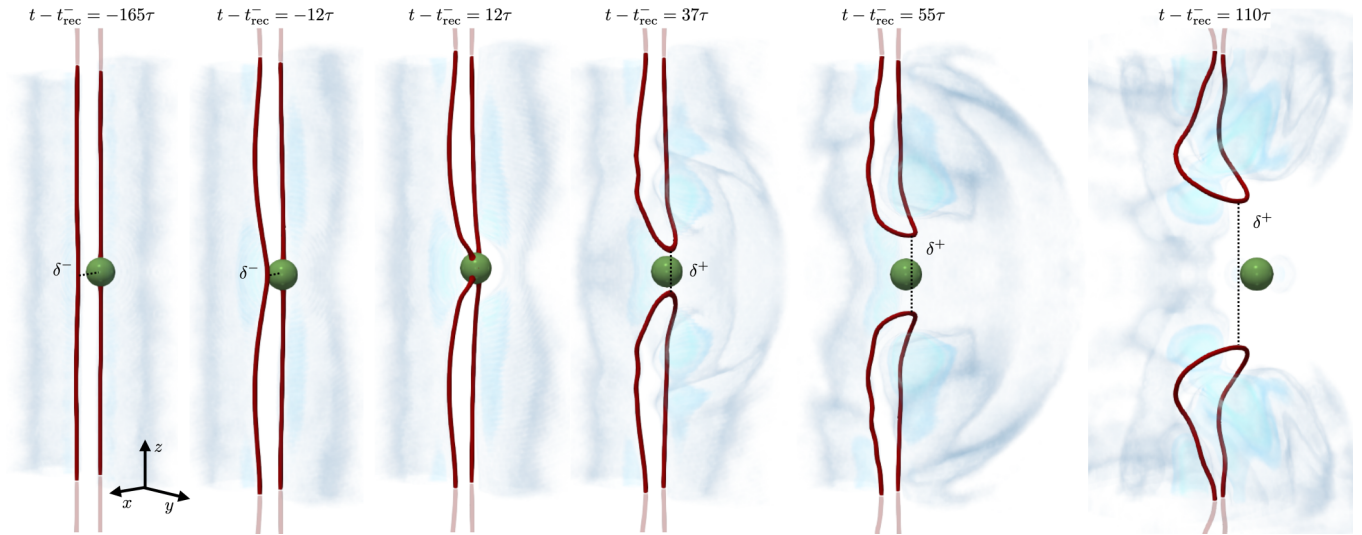 t − t⁻rec = −165τ
t − t⁻rec = −12τ
t − t⁻rec = 12τ
t − t⁻rec = 37τ
t − t⁻rec = 55τ
t − t⁻rec = 110τ
δ⁻
δ⁻
δ⁺
δ⁺
δ⁺
z
x
y